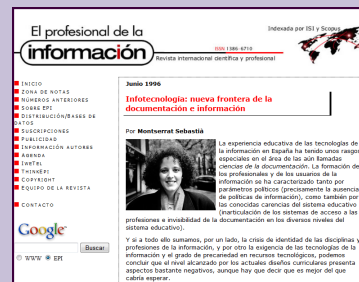 El profesional de la
información
Indexada por ISI y Scopus
ISSN 1386-6710
Revista internacional científica y profesional
INICIO
ZONA DE NOTAS
NÚMEROS ANTERIORES
SOBRE EPI
DISTRIBUCIÓN/BASES DE
DATOS
SUSCRIPCIONES
PUBLICIDAD
INFORMACIÓN AUTORES
AGENDA
IWETEL
THINKEPI
COPYRIGHT
EQUIPO DE LA REVISTA
CONTACTO
Google
Buscar
WWW EPI
Junio 1996
Infotecnología: nueva frontera de la
documentación e información
Por Montserrat Sebastià
La experiencia educativa de las tecnologías de
la información en España ha tenido unos rasgos
especiales en el área de las aún llamadas
ciencias de la documentación. La formación de
los profesionales y de los usuarios de la
información se ha caracterizado tanto por
parámetros políticos (precisamente la ausencia
de políticas de información), como también por
las conocidas carencias del sistema educativo
(inarticulación de los sistemas de acceso a las
profesiones e invisibilidad de la documentación en los diversos niveles del
sistema educativo).
Y si a todo ello sumamos, por un lado, la crisis de identidad de las disciplinas y
profesiones de la información, y por otro la exigencia de las tecnologías de la
información y el grado de precariedad en recursos tecnológicos, podemos
concluir que el nivel alcanzado por los actuales diseños curriculares presenta
aspectos bastante negativos, aunque hay que decir que es mejor del que
cabría esperar.